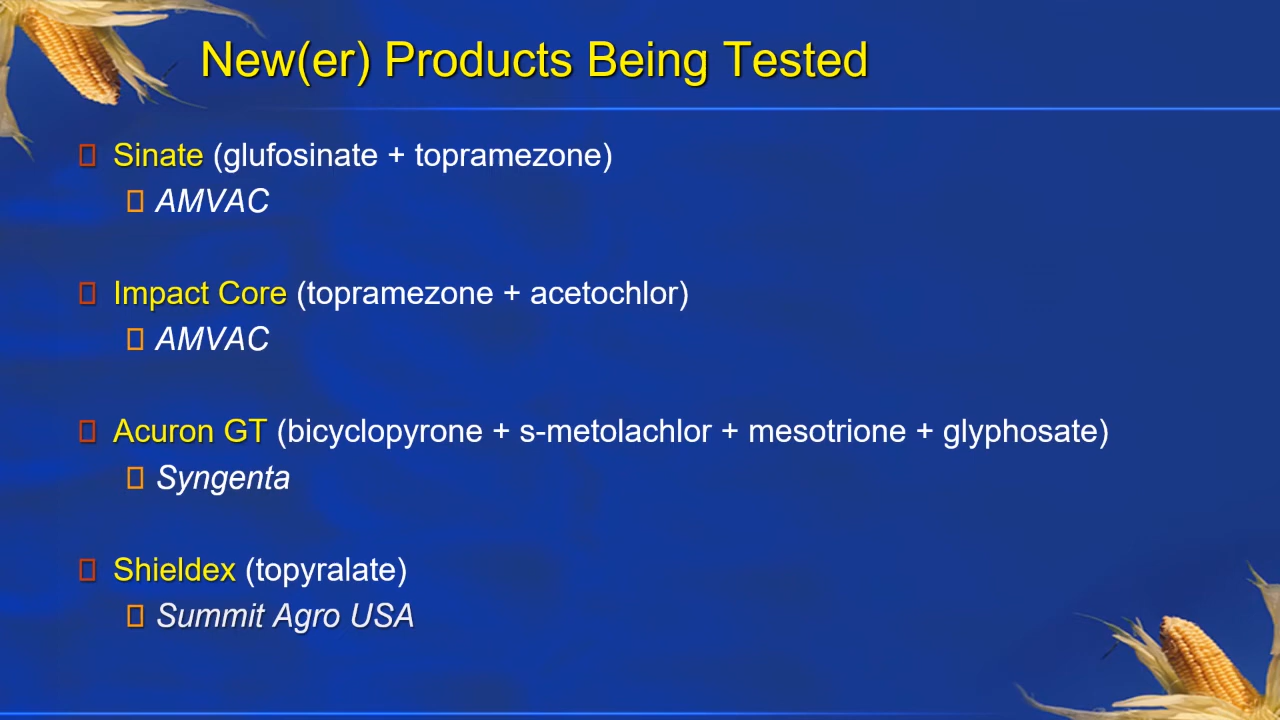 New(er) Products Being Tested
Sinate (glufosinate + topramezone)
AMVAC
Impact Core (topramezone + acetochlor)
AMVAC
Acuron GT (bicyclopyrone + s-metolachlor + mesotrione + glyphosate)
Syngenta
Shieldex (topyralate)
Summit Agro USA